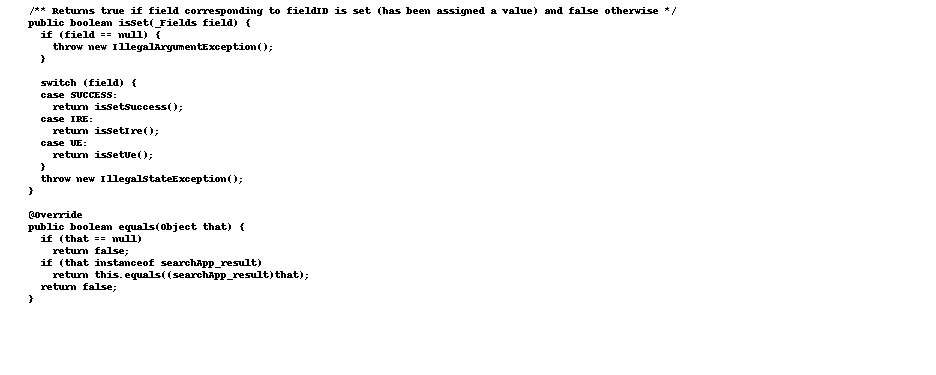 /** Returns true if field corresponding to fieldID is set (has been assigned a value) and false otherwise */
public boolean isSet(_Fields field) {
  if (field == null) {
    throw new IllegalArgumentException();
  }

  switch (field) {
  case SUCCESS:
    return isSetSuccess();
  case IRE:
    return isSetIre();
  case UE:
    return isSetUe();
  }
  throw new IllegalStateException();
}

@Override
public boolean equals(Object that) {
  if (that == null)
    return false;
  if (that instanceof searchApp_result)
    return this.equals((searchApp_result)that);
  return false;
}